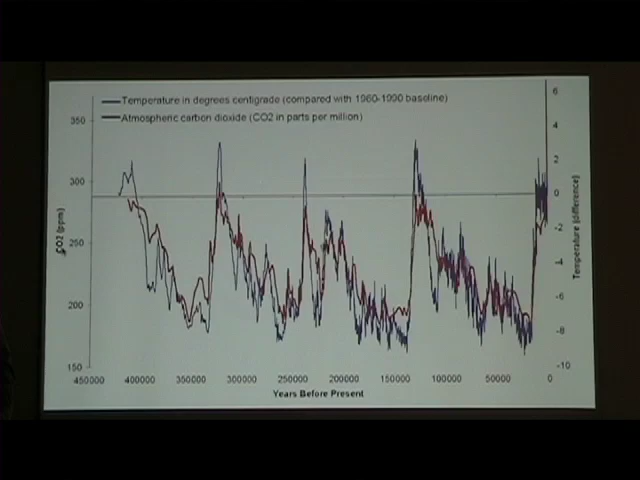 Temperature in degrees centigrade (compared with 1960-1990 baseline)
Atmospheric carbon dioxide (CO2 in parts per million)
350
300
250
200
150
CO2 (ppm)
6
4
2
0
-2
-4
-6
-8
-10
Temperature (difference)
450000 400000 350000 300000 250000 200000 150000 100000 50000 0
Years Before Present